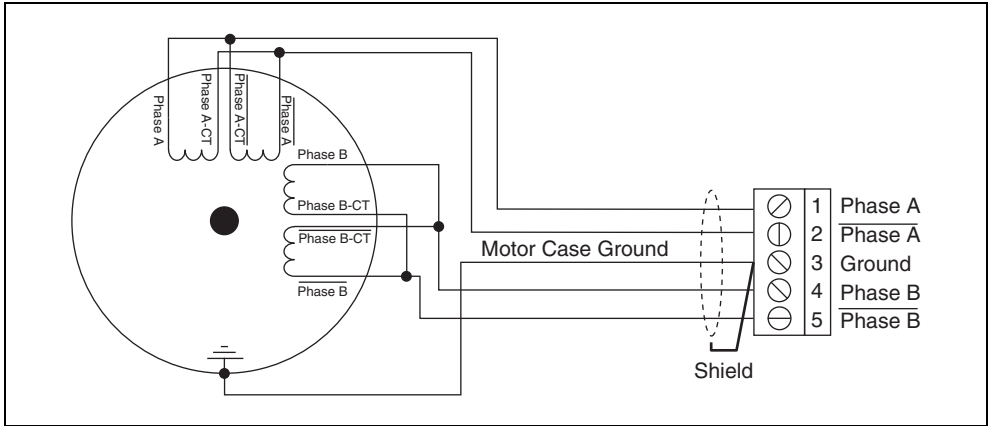 Phase A
Phase A-CT
Phase A-CT
Phase A
Phase B
Phase B-CT
Phase B-CT
Phase B
Motor Case Ground
Shield
1 Phase A
2 Phase A
3 Ground
4 Phase B
5 Phase B